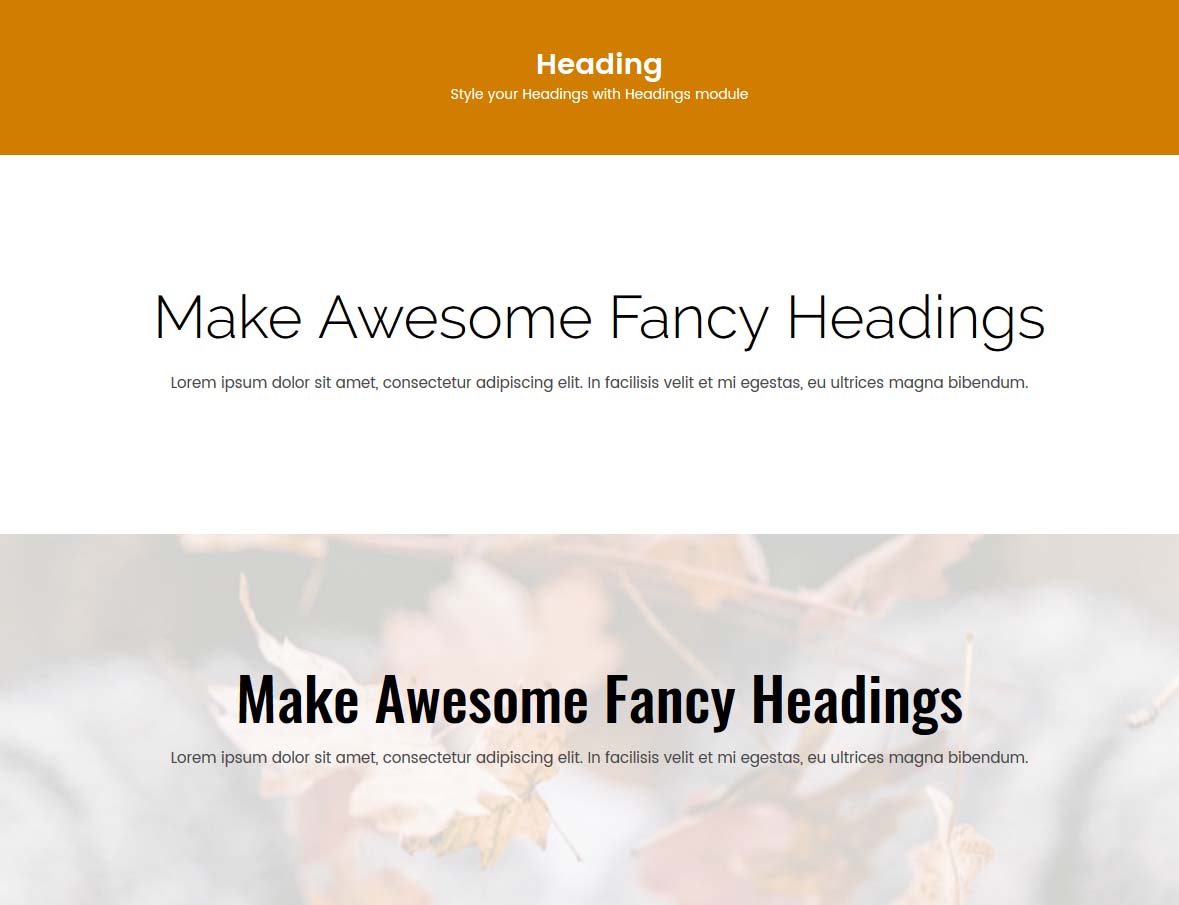 Heading
Style your Headings with Headings module
Make Awesome Fancy Headings
Lorem ipsum dolor sit amet, consectetur adipiscing elit. In facilisis velit et mi egestas, eu ultrices magna bibendum.
Make Awesome Fancy Headings
Lorem ipsum dolor sit amet, consectetur adipiscing elit. In facilisis velit et mi egestas, eu ultrices magna bibendum.